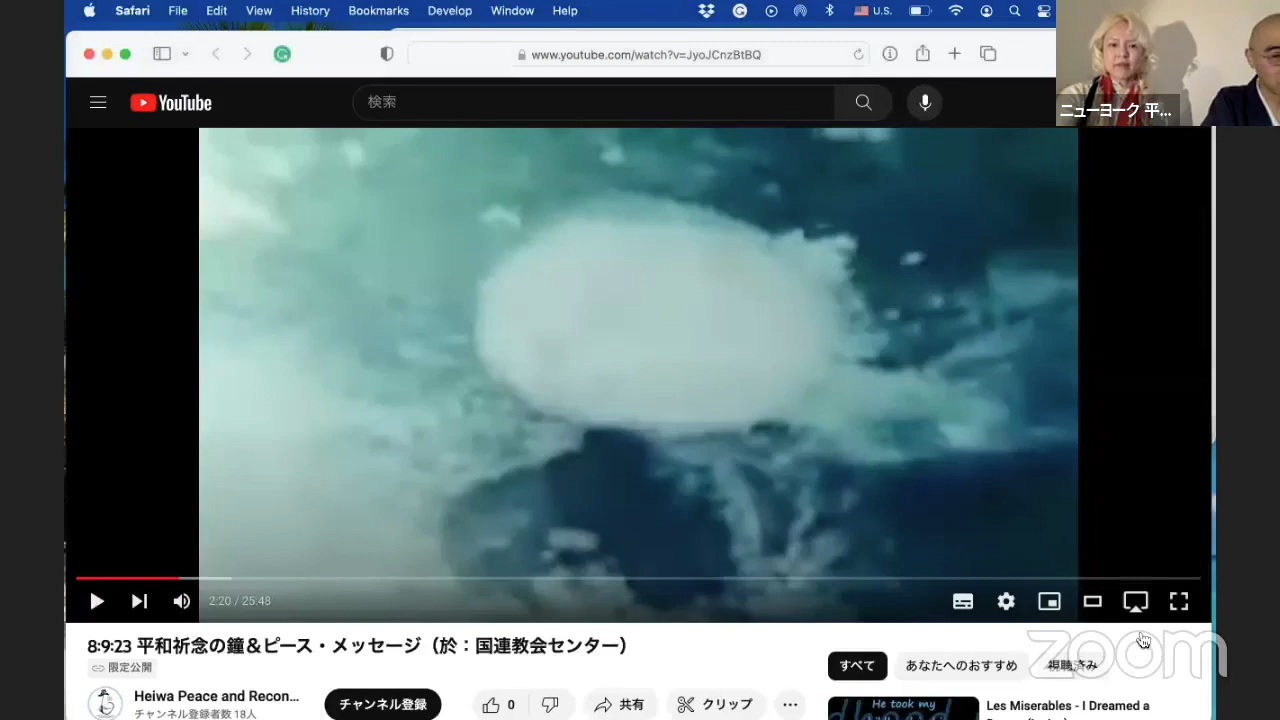 Safari File Edit View History Bookmarks Develop Window Help U.S.
www.youtube.com/watch?v=JyoJCnzBtBQ
YouTube
検索
ニューヨーク 平...
2:20 / 25:48
8:9:23 平和祈念の鐘＆ピース・メッセージ（於：国連教会センター）
限定公開
Heiwa Peace and Recon...
チャンネル登録者数 18人
チャンネル登録
0
共有
クリップ
すべて
あなたへのおすすめ
視聴済み
zoom
He took my
Les Miserables - I Dreamed a